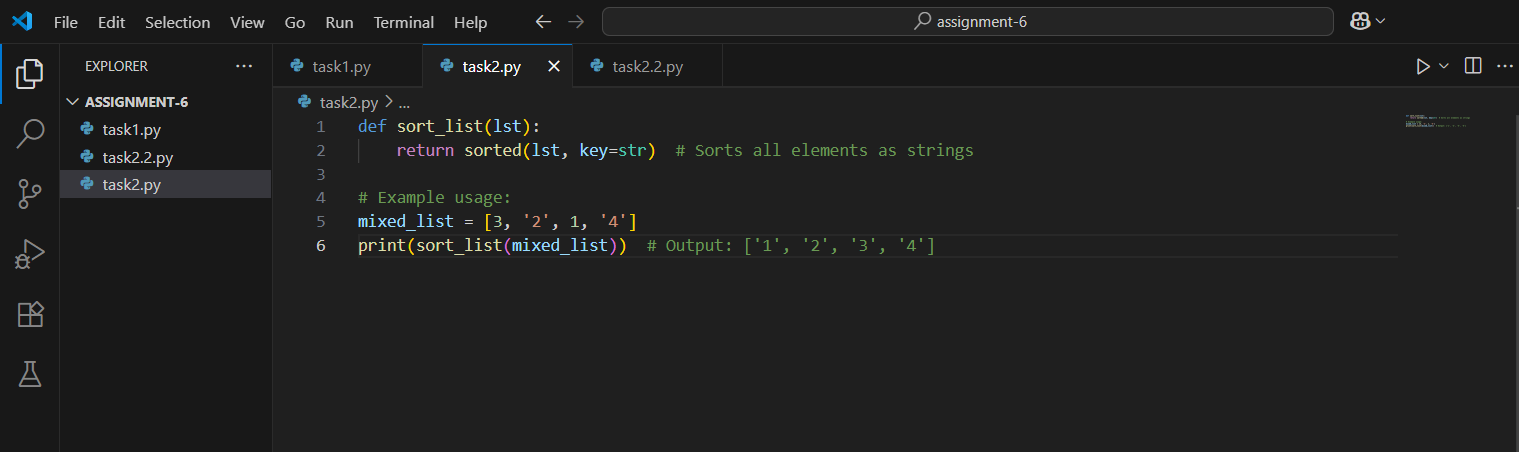 File Edit Selection View Go Run Terminal Help
assignment-6
EXPLORER
ASSIGNMENT-6
task1.py
task2.2.py
task2.py
task1.py task2.py task2.2.py
task2.py > ...
1 def sort_list(lst):
2     return sorted(lst, key=str)  # Sorts all elements as strings
3
4 # Example usage:
5 mixed_list = [3, '2', 1, '4']
6 print(sort_list(mixed_list))  # Output: ['1', '2', '3', '4']